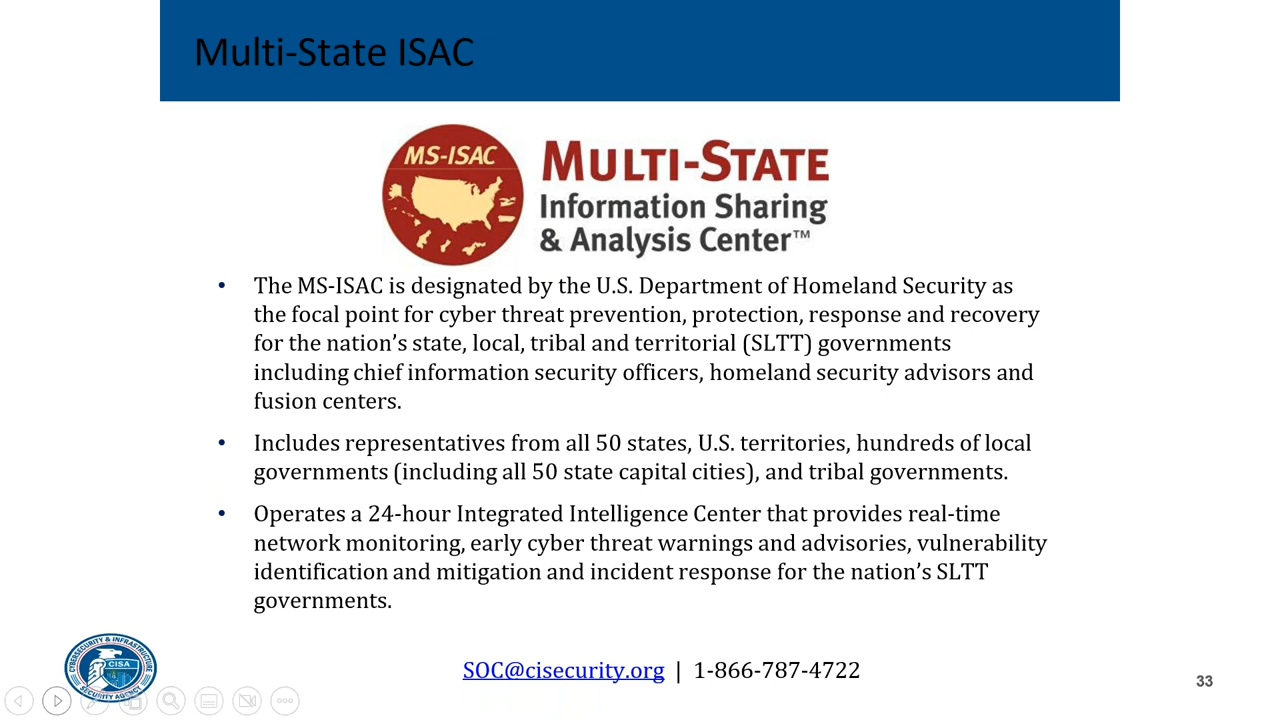 Multi-State ISAC
MS-ISAC
MULTI-STATE
Information Sharing
& Analysis Center™
• The MS-ISAC is designated by the U.S. Department of Homeland Security as
the focal point for cyber threat prevention, protection, response and recovery
for the nation’s state, local, tribal and territorial (SLTT) governments
including chief information security officers, homeland security advisors and
fusion centers.
• Includes representatives from all 50 states, U.S. territories, hundreds of local
governments (including all 50 state capital cities), and tribal governments.
• Operates a 24-hour Integrated Intelligence Center that provides real-time
network monitoring, early cyber threat warnings and advisories, vulnerability
identification and mitigation and incident response for the nation’s SLTT
governments.
CYBERSECURITY & INFRASTRUCTURE
CISA
SECURITY AGENCY
SOC@cisecurity.org | 1-866-787-4722
33